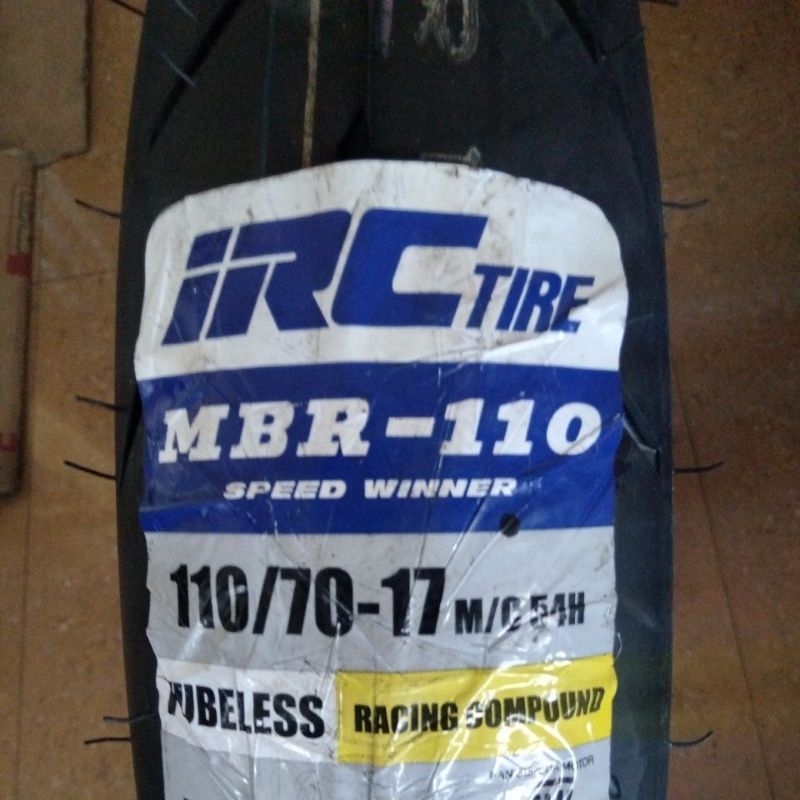 iRC TIRE
MBR-110
SPEED WINNER
110/70-17 M/C 54H
TUBELESS
RACING COMPOUND